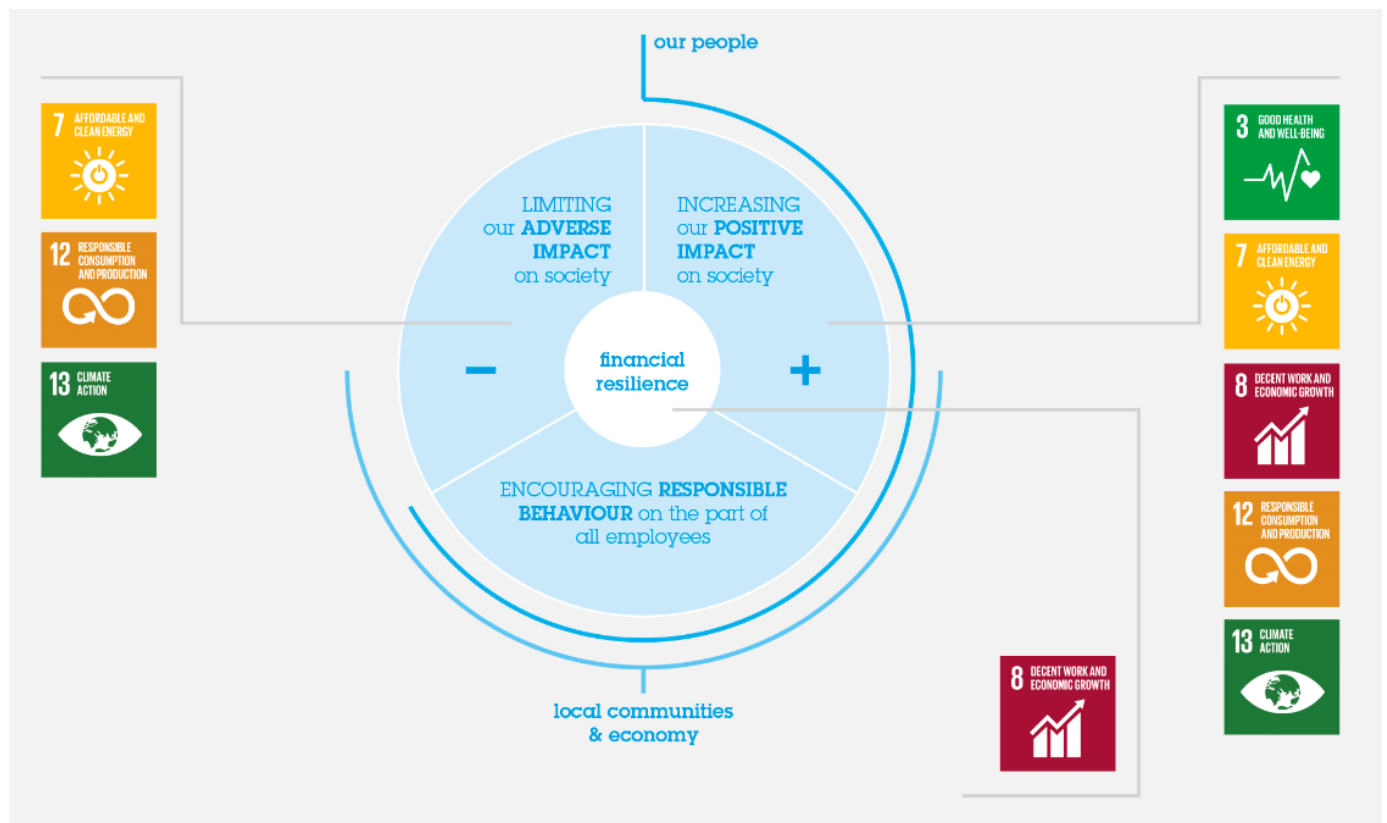 our people
7 AFFORDABLE AND
CLEAN ENERGY
12 RESPONSIBLE
CONSUMPTION
AND PRODUCTION
13 CLIMATE
ACTION
LIMITING
our ADVERSE
IMPACT
on society
INCREASING
our POSITIVE
IMPACT
on society
financial
resilience
ENCOURAGING RESPONSIBLE
BEHAVIOUR on the part of
all employees
local communities
& economy
3 GOOD HEALTH
AND WELL-BEING
7 AFFORDABLE AND
CLEAN ENERGY
8 DECENT WORK AND
ECONOMIC GROWTH
12 RESPONSIBLE
CONSUMPTION
AND PRODUCTION
13 CLIMATE
ACTION
8 DECENT WORK AND
ECONOMIC GROWTH